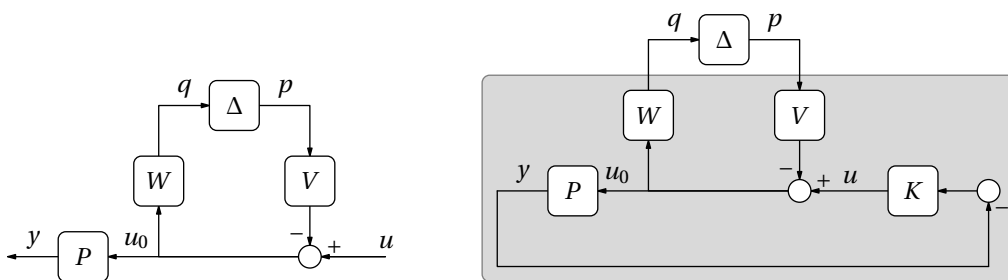 q Δ p
W V
− +
y P u₀ u
q Δ p
W V
y P u₀ − + u K
−